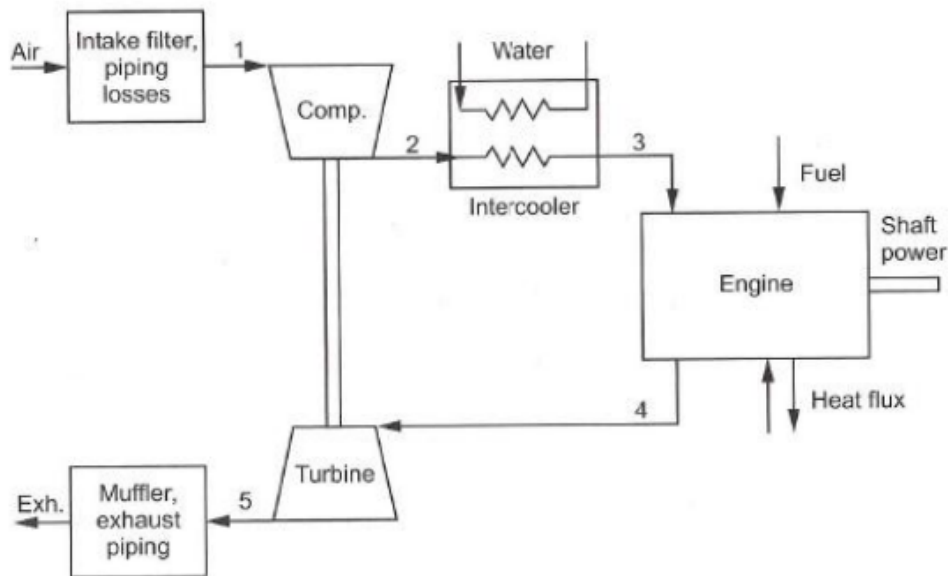 Air
Intake filter,
piping
losses
1
Comp.
2
Water
Intercooler
3
Fuel
Engine
Shaft
power
Heat flux
4
Turbine
5
Muffler,
exhaust
piping
Exh.